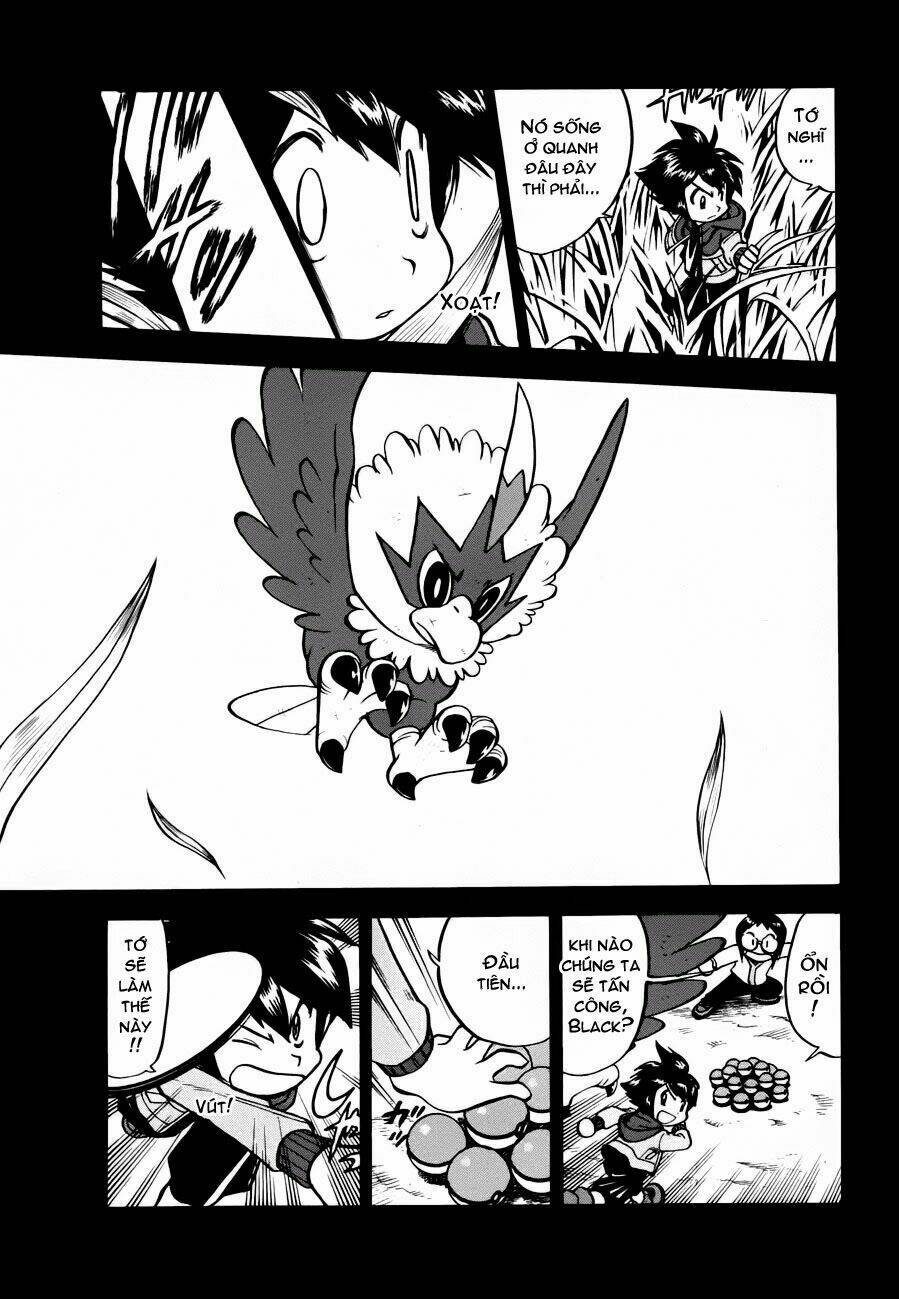 TỚ
NGHĨ
...
NÓ SỐNG
Ở QUANH
ĐÂU ĐÂY
THÌ PHẢI...
XOẠT!
ỔN
RỒI
!
KHI NÀO
CHÚNG TA
SẼ TẤN
CÔNG,
BLACK?
ĐẦU
TIÊN...
TỚ
SẼ
LÀM
THẾ
NÀY
!!
VÚT!